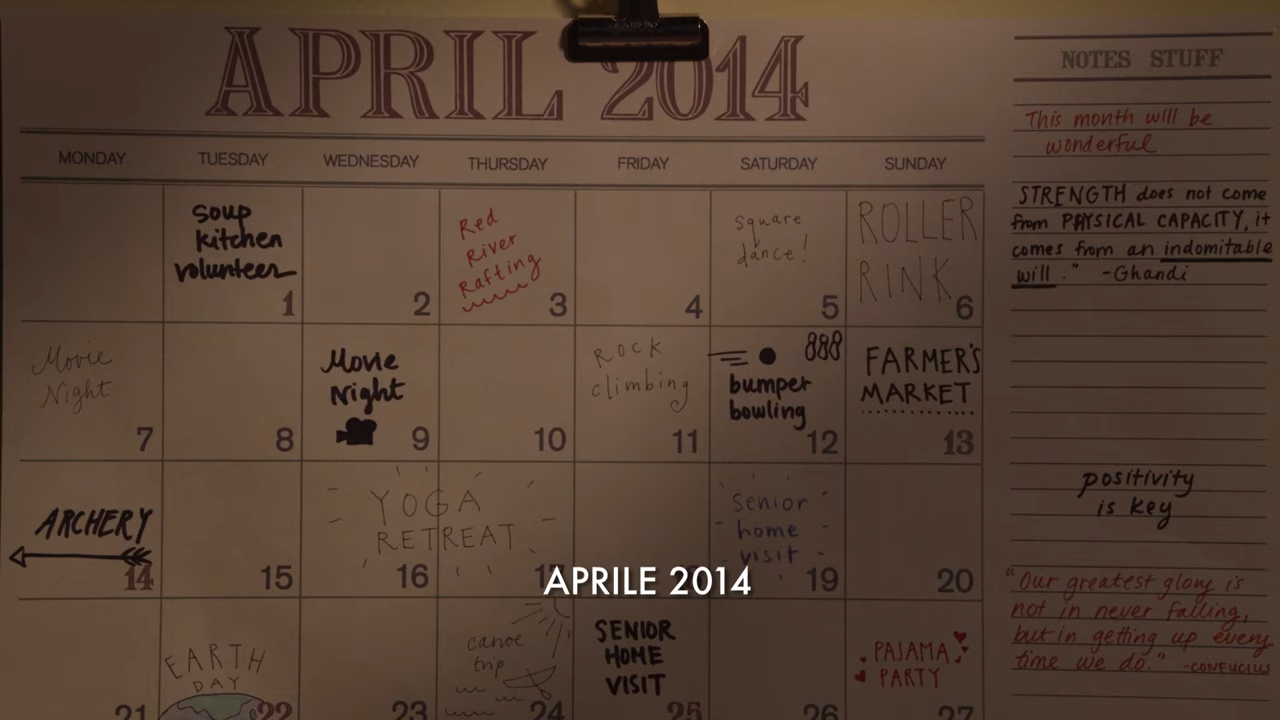 APRIL 2014
NOTES STUFF
This month will be
wonderful
STRENGTH does not come
from PHYSICAL CAPACITY, it
comes from an indomitable
will." -Ghandi
positivity
is key
"Our greatest glory is
not in never falling,
but in getting up every
time we do." -CONFUCIUS
MONDAY TUESDAY WEDNESDAY THURSDAY FRIDAY SATURDAY SUNDAY
soup
kitchen
volunteer
1
2
Red
River
Rafting
3
4
square
dance!
5
ROLLER
RINK
6
Movie
Night
7
8
Movie
Night
9
10
ROCK
climbing
11
888
bumper
bowling
12
FARMER'S
MARKET
13
ARCHERY
14
15
YOGA
RETREAT
16
Senior
home
visit
19
20
APRILE 2014
21
EARTH
DAY
22
23
canoe
trip
24
SENIOR
HOME
VISIT
25
26
PAJAMA
PARTY
27